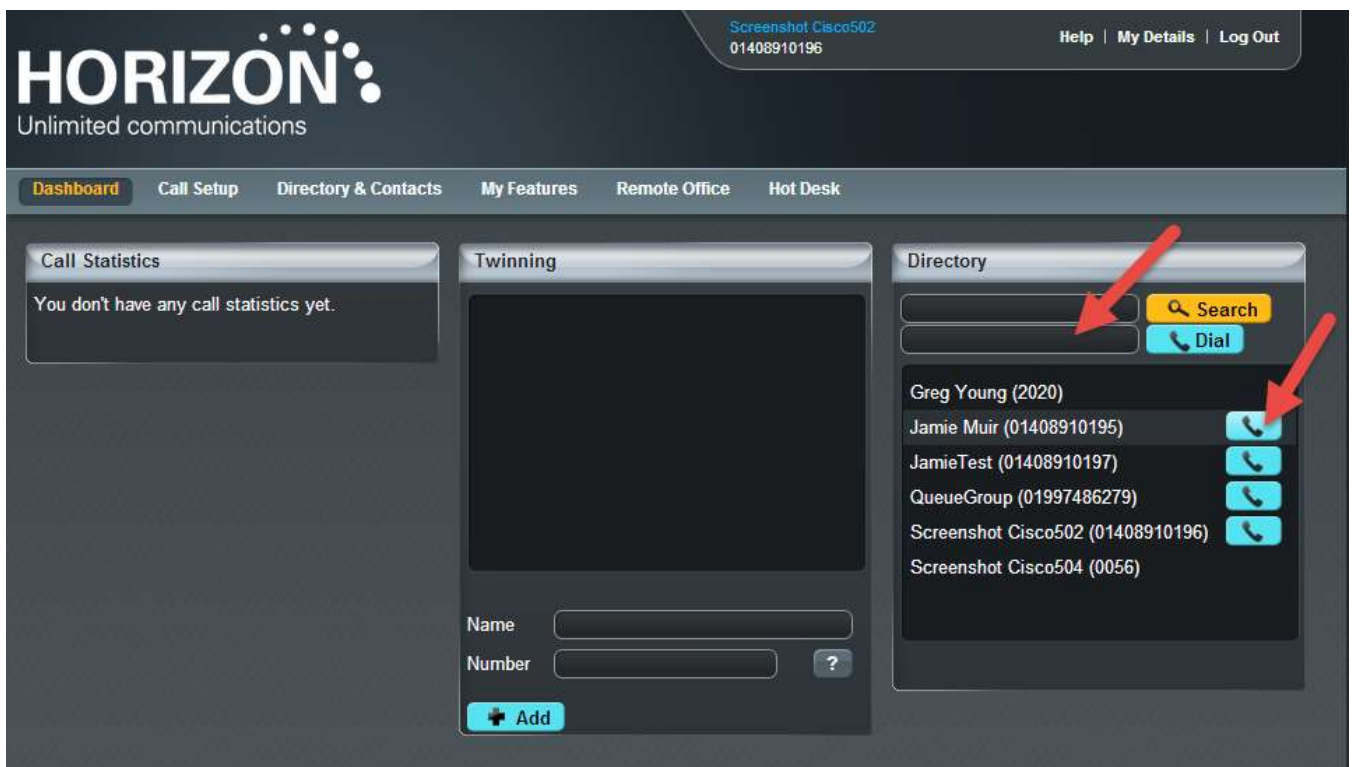 Screenshot Cisco502
01408910196
Help | My Details | Log Out
HORIZON
Unlimited communications
Dashboard Call Setup Directory & Contacts My Features Remote Office Hot Desk
Call Statistics
You don't have any call statistics yet.
Twinning
Name
Number ?
Add
Directory
Search
Dial
Greg Young (2020)
Jamie Muir (01408910195)
JamieTest (01408910197)
QueueGroup (01997486279)
Screenshot Cisco502 (01408910196)
Screenshot Cisco504 (0056)